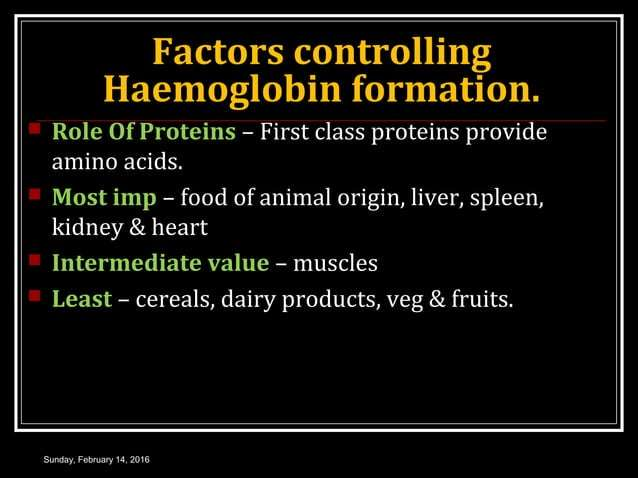 Factors controlling
Haemoglobin formation.
Role Of Proteins – First class proteins provide
amino acids.
Most imp – food of animal origin, liver, spleen,
kidney & heart
Intermediate value – muscles
Least – cereals, dairy products, veg & fruits.
Sunday, February 14, 2016